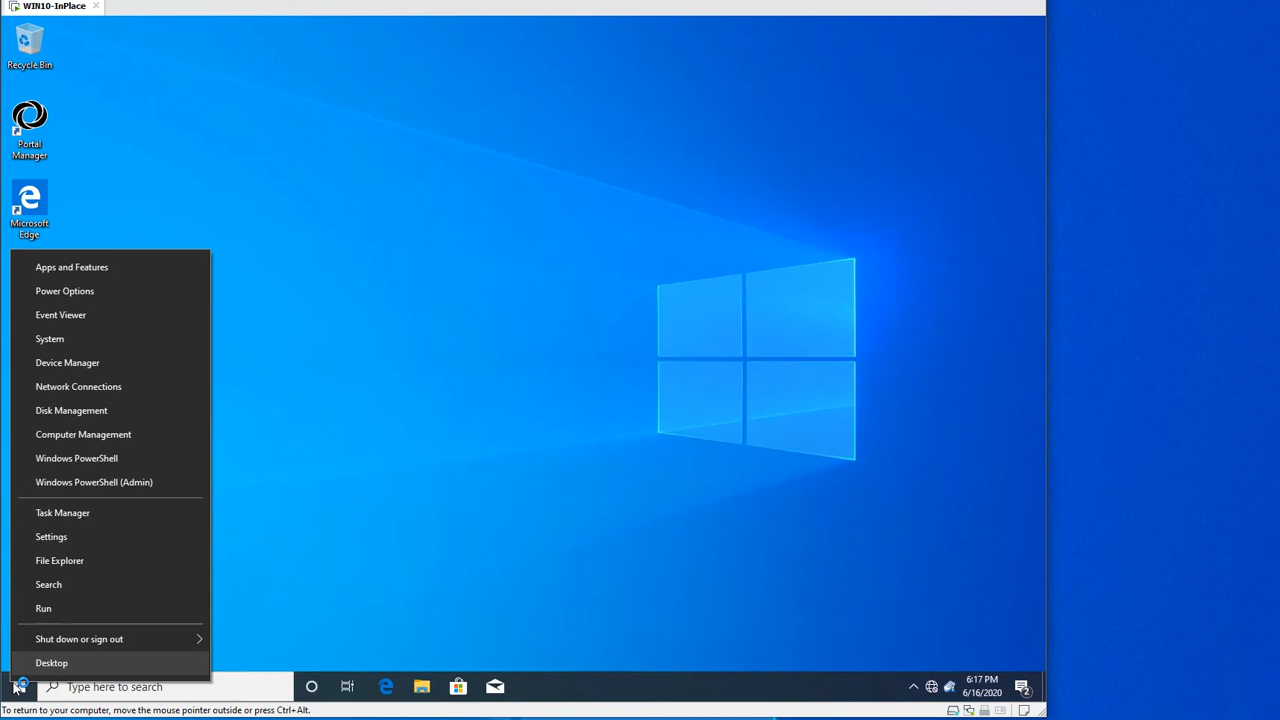 WIN10-InPlace
Recycle Bin
Portal
Manager
Microsoft
Edge
Apps and Features
Power Options
Event Viewer
System
Device Manager
Network Connections
Disk Management
Computer Management
Windows PowerShell
Windows PowerShell (Admin)
Task Manager
Settings
File Explorer
Search
Run
Shut down or sign out
Desktop
Type here to search
6:17 PM
6/16/2020
2
To return to your computer, move the mouse pointer outside or press Ctrl+Alt.